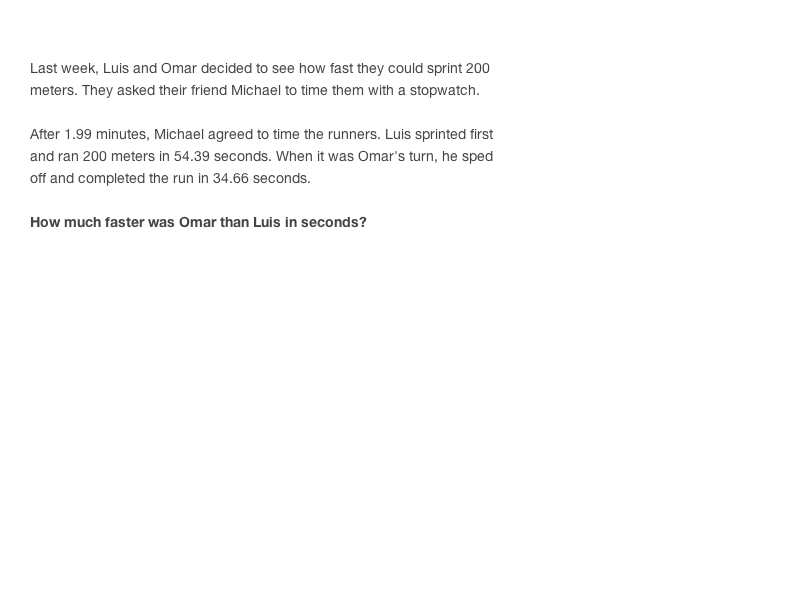 Last week, Luis and Omar decided to see how fast they could sprint 200
meters. They asked their friend Michael to time them with a stopwatch.
After 1.99 minutes, Michael agreed to time the runners. Luis sprinted first
and ran 200 meters in 54.39 seconds. When it was Omar's turn, he sped
off and completed the run in 34.66 seconds.
How much faster was Omar than Luis in seconds?